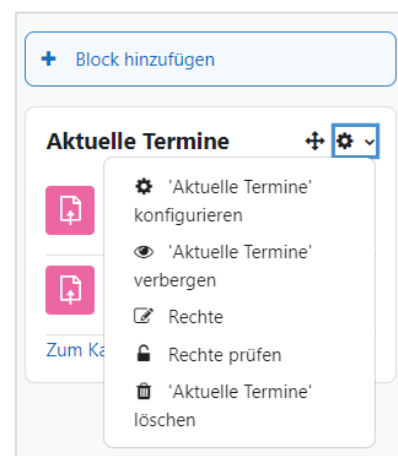 Block hinzufügen
Aktuelle Termine
'Aktuelle Termine'
konfigurieren
'Aktuelle Termine'
verbergen
Rechte
Zum Ka
Rechte prüfen
'Aktuelle Termine'
löschen